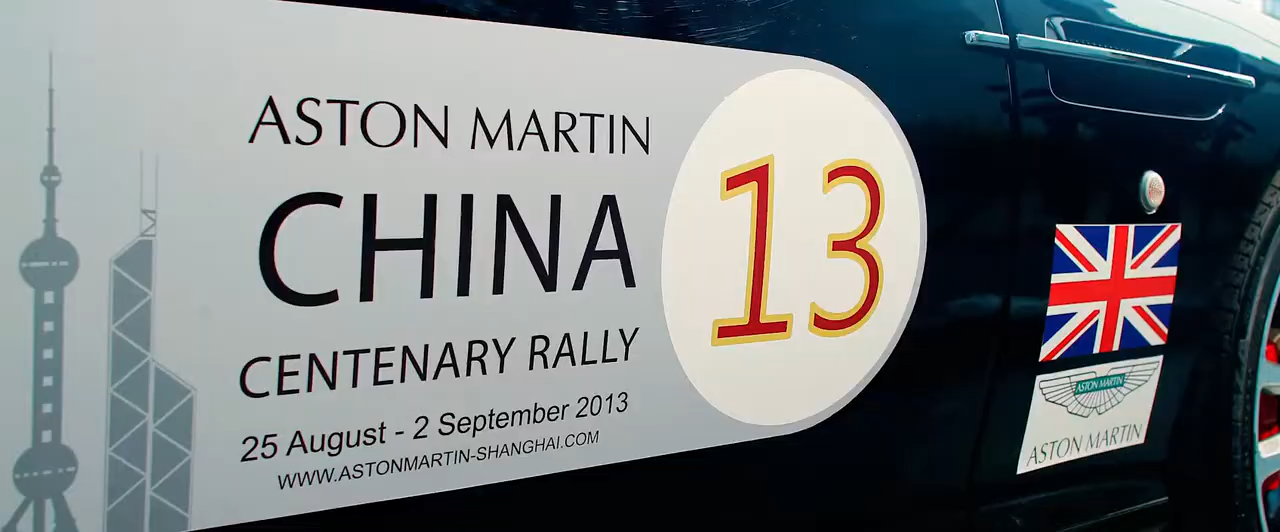 ASTON MARTIN
CHINA
CENTENARY RALLY
25 August - 2 September 2013
WWW.ASTONMARTIN-SHANGHAI.COM
13
ASTON MARTIN
ASTON MARTIN